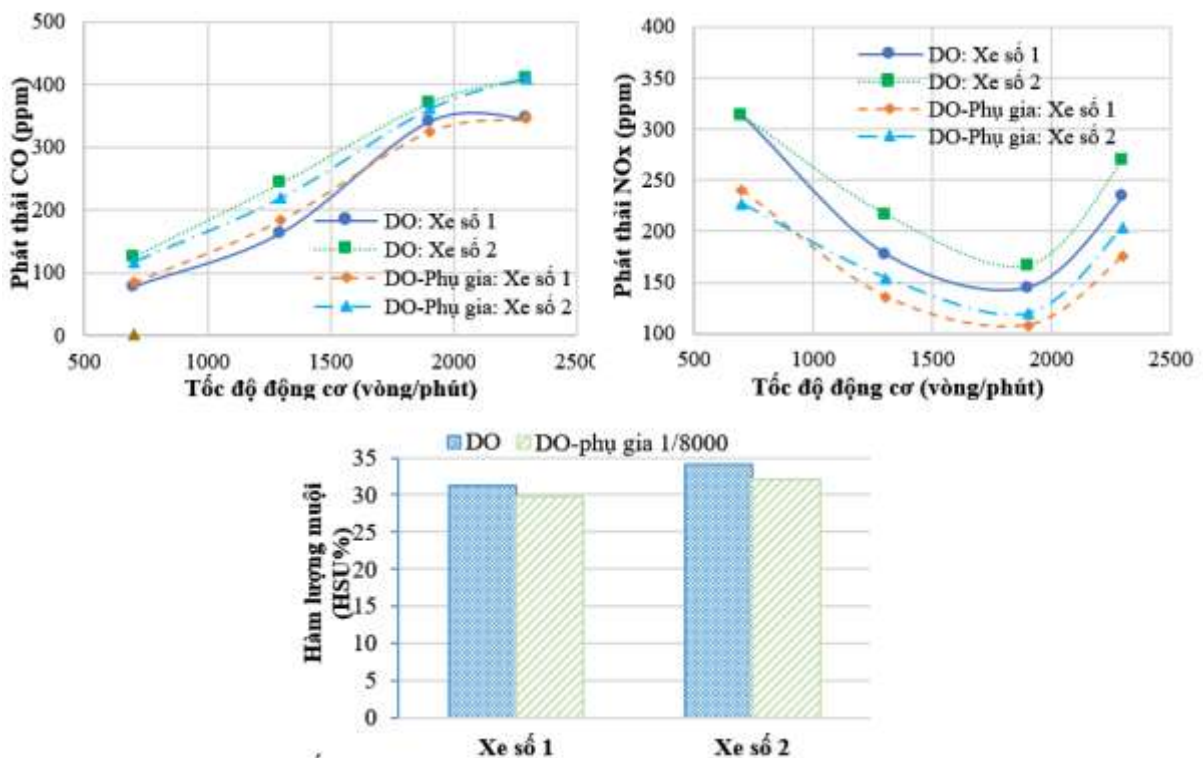 Phát thải CO (ppm)
500
400
300
200
100
0
DO: Xe số 1
DO: Xe số 2
DO-Phụ gia: Xe số 1
DO-Phụ gia: Xe số 2
500 1000 1500 2000 2500
Tốc độ động cơ (vòng/phút)
Phát thải NOx (ppm)
400
350
300
250
200
150
100
DO: Xe số 1
DO: Xe số 2
DO-Phụ gia: Xe số 1
DO-Phụ gia: Xe số 2
500 1000 1500 2000 2500
Tốc độ động cơ (vòng/phút)
DO DO-phụ gia 1/8000
Hàm lượng muội
(HSU%)
35
30
25
20
15
10
5
0
Xe số 1 Xe số 2